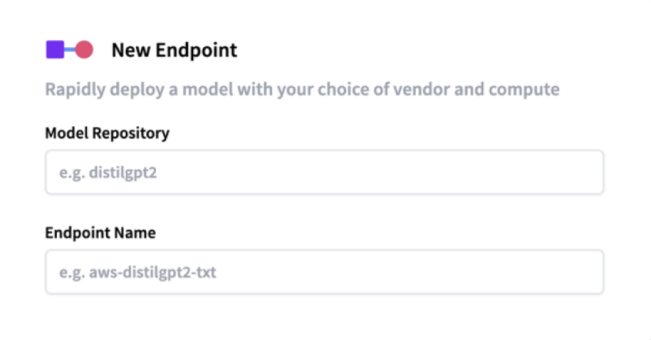 New Endpoint
Rapidly deploy a model with your choice of vendor and compute
Model Repository
e.g. distilgpt2
Endpoint Name
e.g. aws-distilgpt2-txt